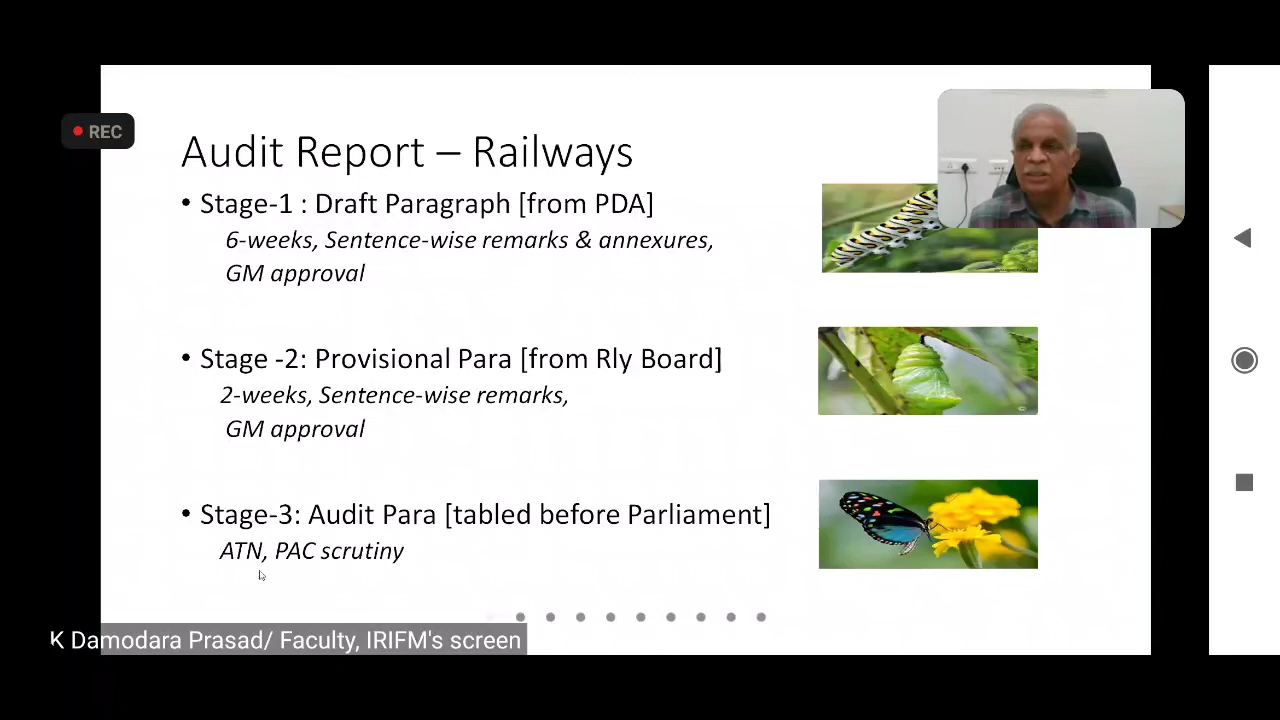 REC
Audit Report – Railways
• Stage-1 : Draft Paragraph [from PDA]
6-weeks, Sentence-wise remarks & annexures,
GM approval
• Stage -2: Provisional Para [from Rly Board]
2-weeks, Sentence-wise remarks,
GM approval
• Stage-3: Audit Para [tabled before Parliament]
ATN, PAC scrutiny
K Damodara Prasad/ Faculty, IRIFM's screen